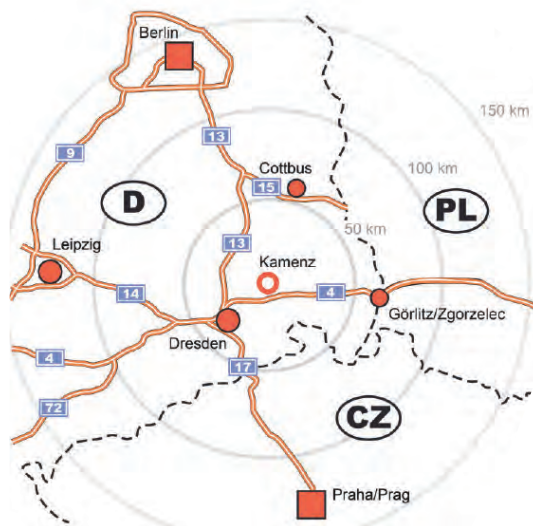 Berlin
150 km
13
9
100 km
Cottbus
15
D
PL
50 km
13
Leipzig
Kamenz
14
4
Görlitz/Zgorzelec
Dresden
4
17
72
CZ
Praha/Prag